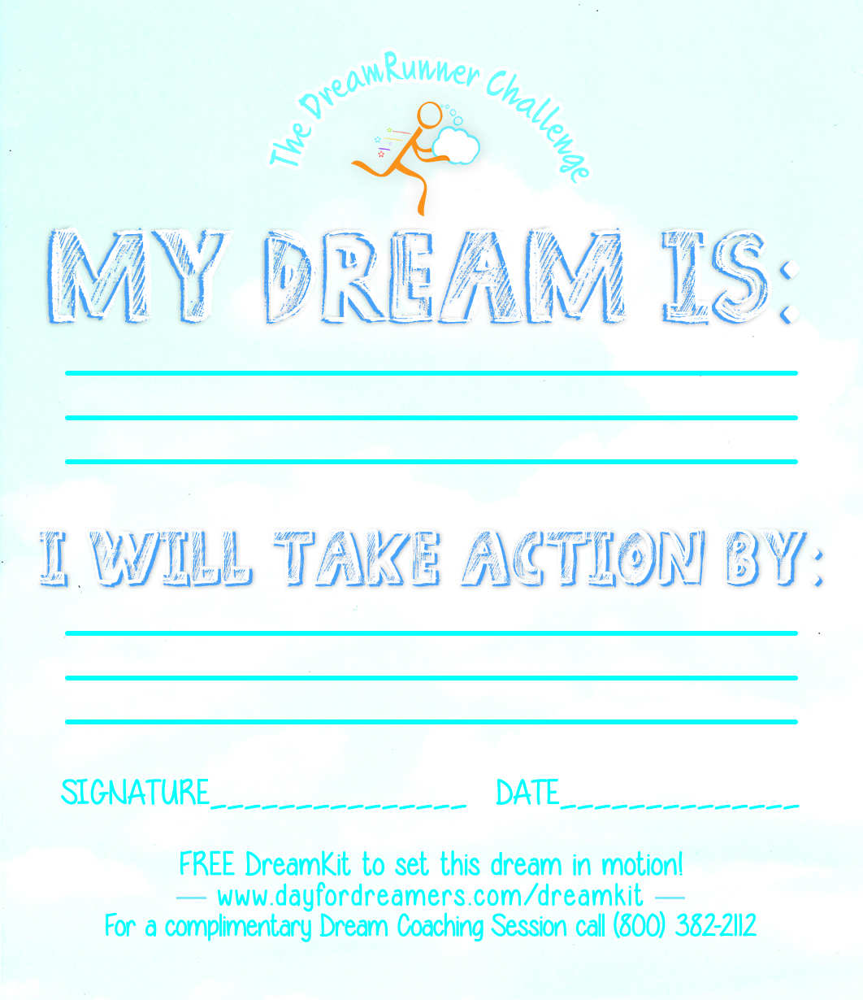 The DreamRunner Challenge
MY DREAM IS:
I WILL TAKE ACTION BY:
SIGNATURE_______________ DATE______________
FREE DreamKit to set this dream in motion!
— www.dayfordreamers.com/dreamkit —
For a complimentary Dream Coaching Session call (800) 382-2112